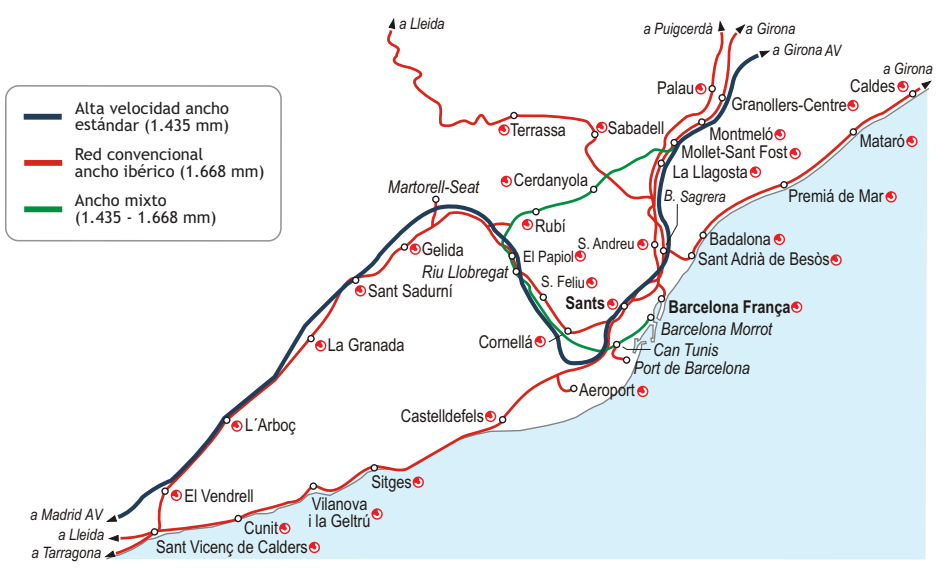 a Lleida
a Puigcerdà
a Girona
a Girona AV
a Girona
Alta velocidad ancho
estándar (1.435 mm)
Red convencional
ancho ibérico (1.668 mm)
Ancho mixto
(1.435 - 1.668 mm)
Palau
Caldes
Granollers-Centre
Terrassa
Sabadell
Montmeló
Mataró
Mollet-Sant Fost
La Llagosta
Cerdanyola
Martorell-Seat
B. Sagrera
Premiá de Mar
Rubí
Gelida
El Papiol
S. Andreu
Badalona
Sant Adrià de Besòs
Riu Llobregat
S. Feliu
Sant Sadurní
Sants
Barcelona França
Barcelona Morrot
La Granada
Cornellá
Can Tunis
Port de Barcelona
Aeroport
Castelldefels
L´Arboç
Sitges
El Vendrell
Vilanova
i la Geltrú
a Madrid AV
Cunit
a Lleida
Sant Vicenç de Calders
a Tarragona